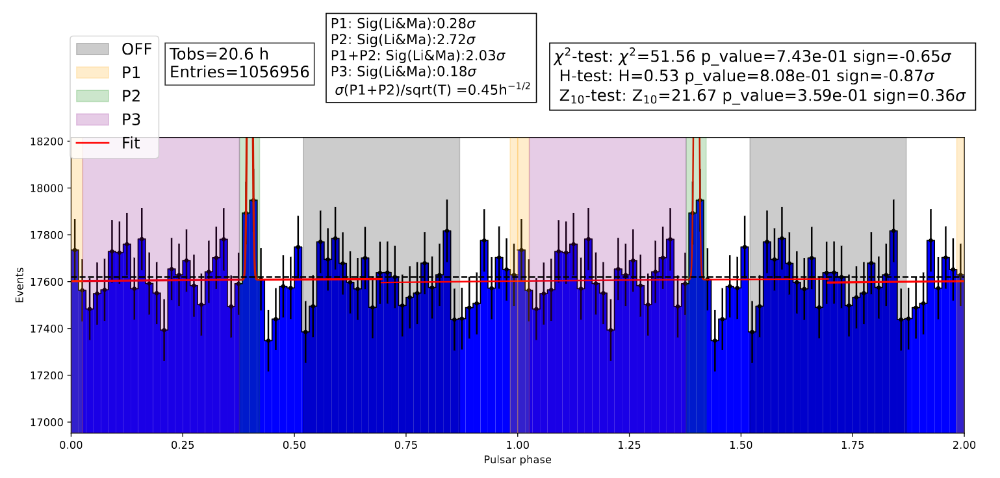 P1: Sig(Li&Ma):0.28σ
P2: Sig(Li&Ma):2.72σ
P1+P2: Sig(Li&Ma):2.03σ
P3: Sig(Li&Ma):0.18σ
σ(P1+P2)/sqrt(T) =0.45h⁻¹/²
OFF
P1
P2
P3
Fit
Tobs=20.6 h
Entries=1056956
χ²-test: χ²=51.56 p_value=7.43e-01 sign=-0.65σ
H-test: H=0.53 p_value=8.08e-01 sign=-0.87σ
Z₁₀-test: Z₁₀=21.67 p_value=3.59e-01 sign=0.36σ
18200
18000
17800
17600
17400
17200
17000
Events
0.00 0.25 0.50 0.75 1.00 1.25 1.50 1.75 2.00
Pulsar phase